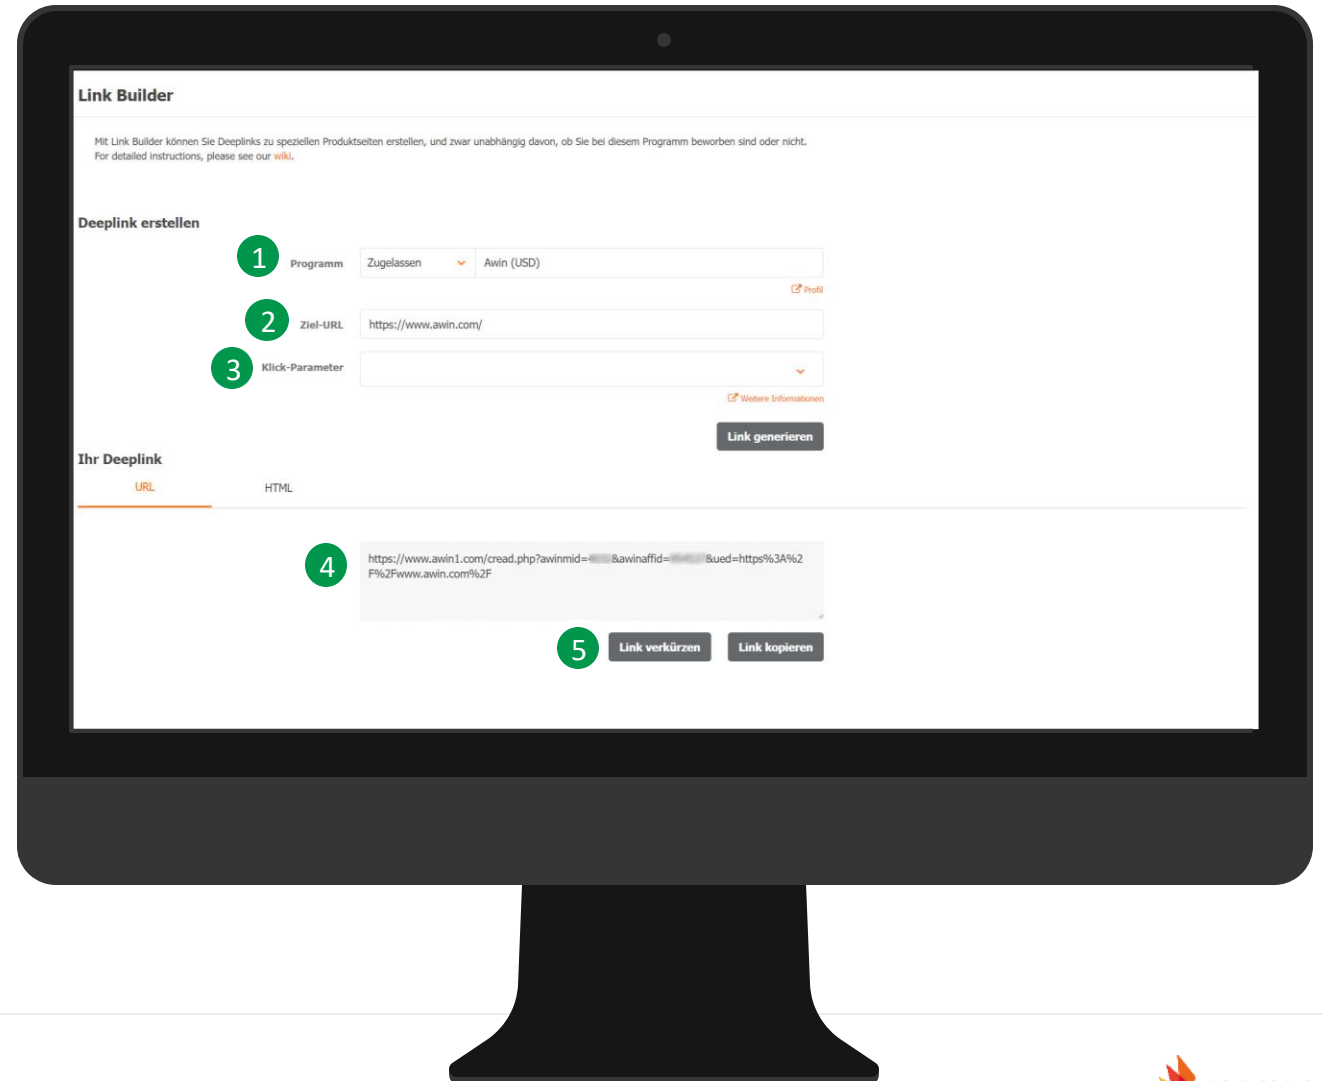 Link Builder
Mit Link Builder können Sie Deeplinks zu speziellen Produktseiten erstellen, und zwar unabhängig davon, ob Sie bei diesem Programm beworben sind oder nicht.
For detailed instructions, please see our wiki.
Deeplink erstellen
1 Programm Zugelassen Awin (USD)
Profil
2 Ziel-URL https://www.awin.com/
3 Klick-Parameter
Weitere Informationen
Link generieren
Ihr Deeplink
URL HTML
4 https://www.awin1.com/cread.php?awinmid= &awinaffid= &ued=https%3A%2
F%2Fwww.awin.com%2F
5 Link verkürzen Link kopieren